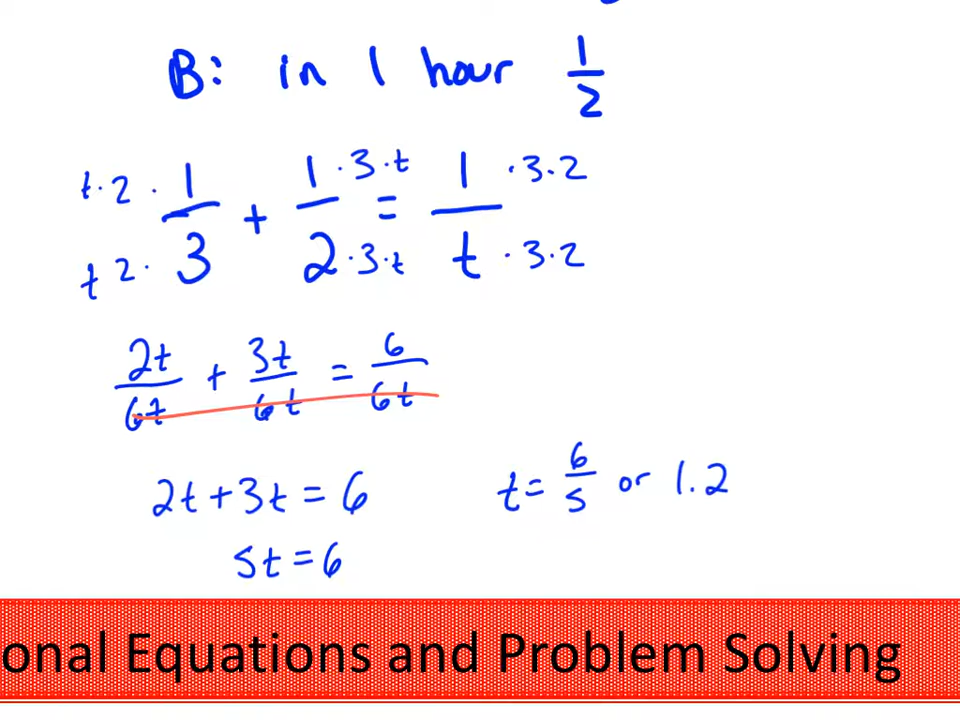 B: in 1 hour 1/2
t·2· 1/3 ·t 2 + 1/2 ·3·t ·3·t = 1/t ·3·2 ·3·2
2t/6t + 3t/6t = 6/6t
2t+3t = 6
t= 6/5 or 1.2
5t=6
onal Equations and Problem Solving